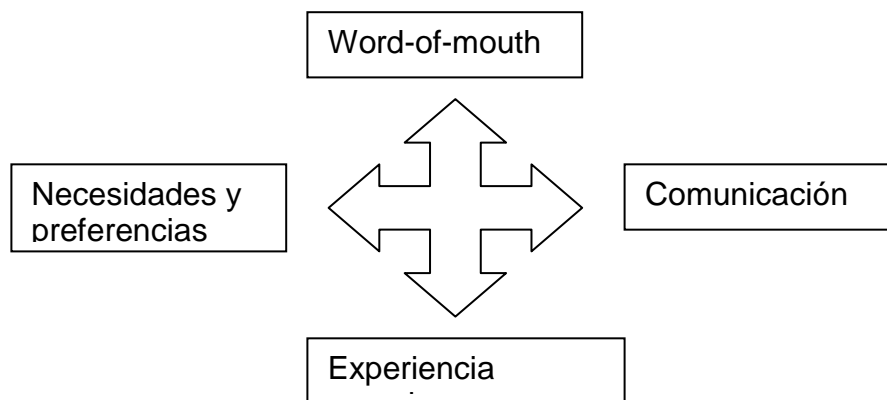 Word-of-mouth
Necesidades y
preferencias
Comunicación
Experiencia